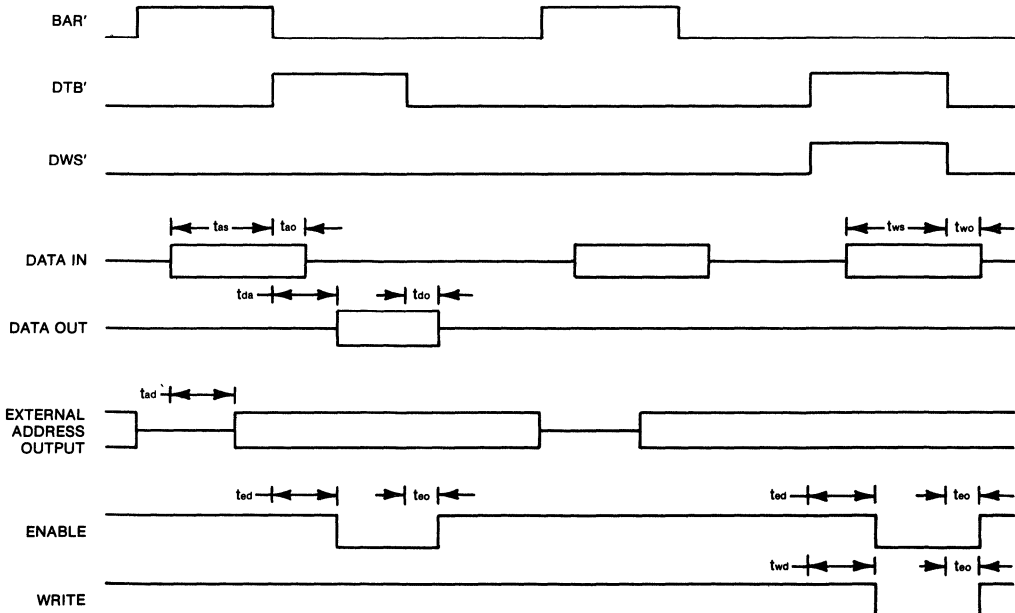 BAR'
DTB'
DWS'
tas tao tws two
DATA IN
tda tdo
DATA OUT
tad
EXTERNAL
ADDRESS
OUTPUT
ted teo ted teo
ENABLE
twd teo
WRITE